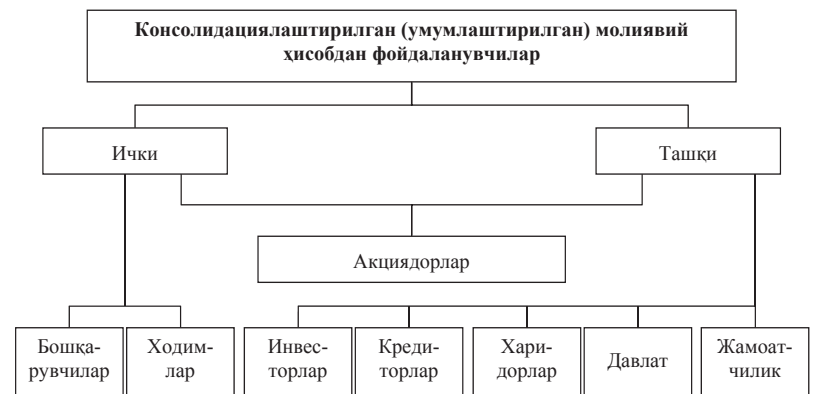 Консолидациялаштирилган (умумлаштирилган) молиявий
ҳисобдан фойдаланувчилар
Ички
Ташқи
Акциядорлар
Бошқа-
рувчилар
Ходим-
лар
Инвес-
торлар
Креди-
торлар
Хари-
дорлар
Давлат
Жамоат-
чилик